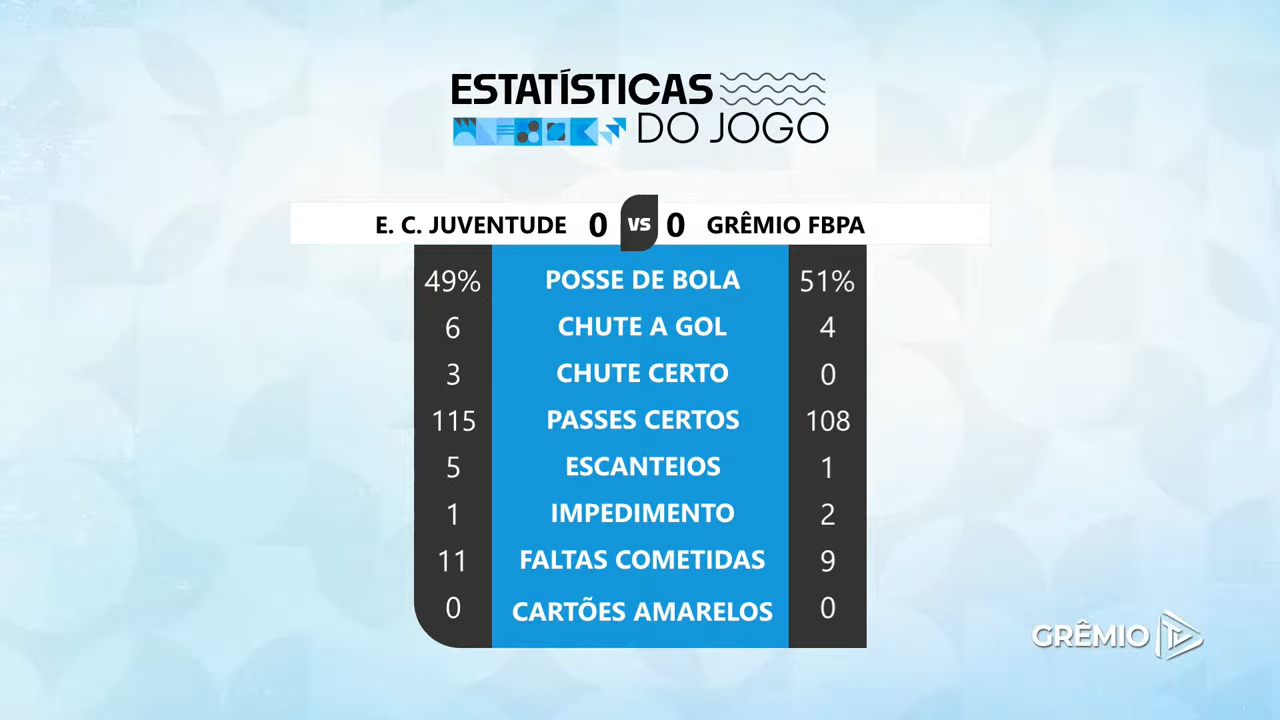 ESTATÍSTICAS
DO JOGO
E. C. JUVENTUDE 0 VS 0 GRÊMIO FBPA
49% POSSE DE BOLA 51%
6 CHUTE A GOL 4
3 CHUTE CERTO 0
115 PASSES CERTOS 108
5 ESCANTEIOS 1
1 IMPEDIMENTO 2
11 FALTAS COMETIDAS 9
0 CARTÕES AMARELOS 0
GRÊMIO TV